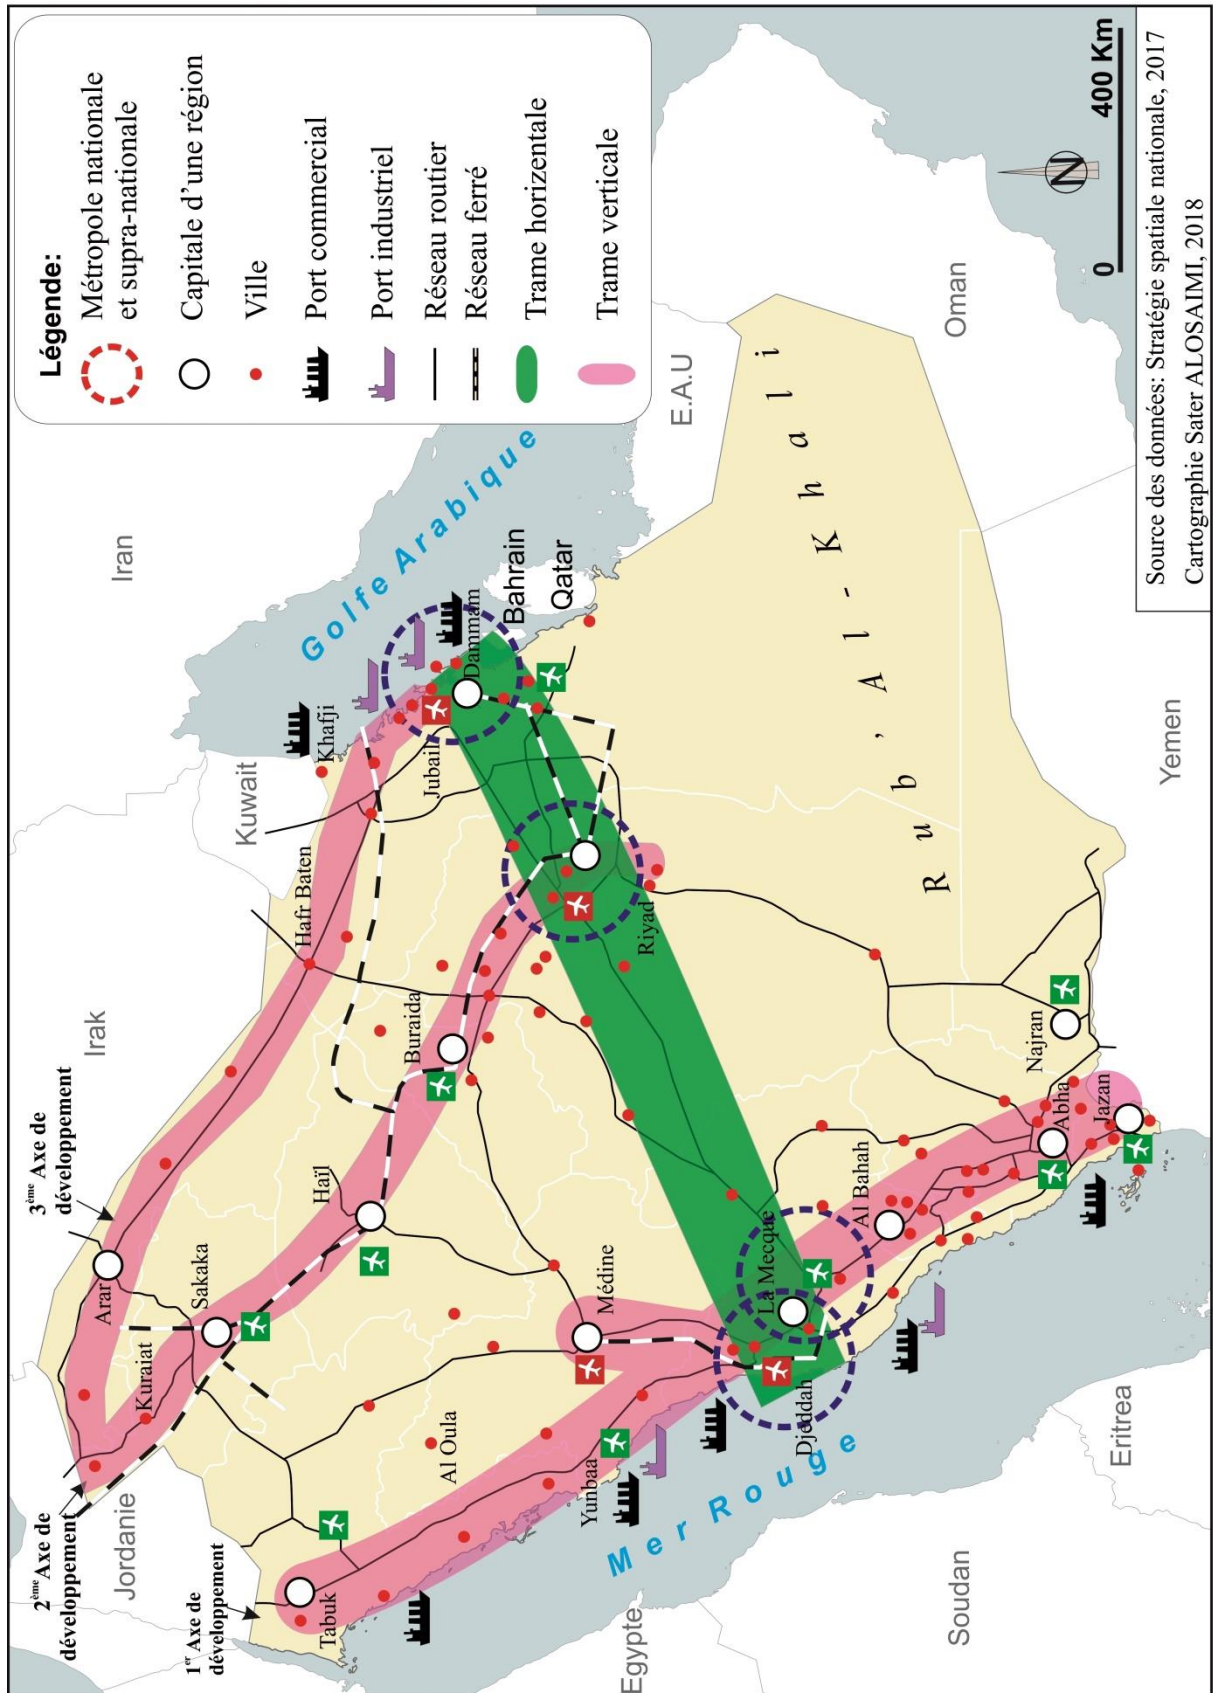 Légende:
Métropole nationale
et supra-nationale
Capitale d'une région
Ville
Port commercial
Port industriel
Réseau routier
Réseau ferré
Trame horizentale
Trame verticale
3ème Axe de
développement
2ème Axe de
développement
1er Axe de
développement
Irak
Iran
Jordanie
Kuwait
Golfe Arabique
Bahrain
Qatar
E.A.U
Oman
Yemen
Egypte
Soudan
Eritrea
Mer Rouge
Rub' Al-Khali
Arar
Kuraiat
Sakaka
Tabuk
Haïl
Hafr Baten
Khafji
Jubail
Dammam
Buraida
Al Oula
Médine
Yunbaa
Riyad
Djeddah
La Mecque
Al Bahah
Abha
Jazan
Najran
N
0
400 Km
Source des données: Stratégie spatiale nationale, 2017
Cartographie Sater ALOSAIMI, 2018